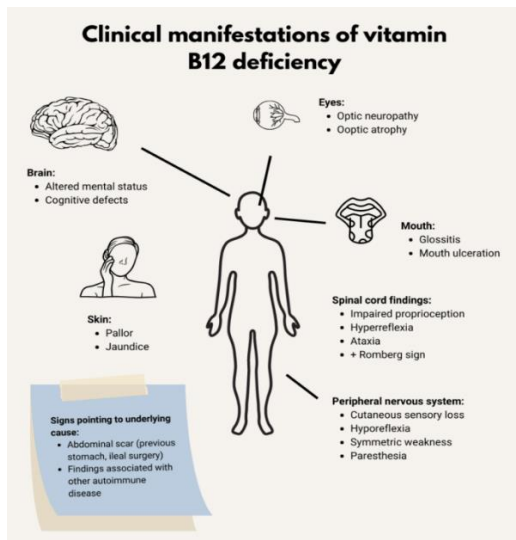 Clinical manifestations of vitamin
B12 deficiency
Eyes:
• Optic neuropathy
• Ooptic atrophy
Brain:
• Altered mental status
• Cognitive defects
Mouth:
• Glossitis
• Mouth ulceration
Skin:
• Pallor
• Jaundice
Spinal cord findings:
• Impaired proprioception
• Hyperreflexia
• Ataxia
• + Romberg sign
Peripheral nervous system:
• Cutaneous sensory loss
• Hyporeflexia
• Symmetric weakness
• Paresthesia
Signs pointing to underlying
cause:
• Abdominal scar (previous
stomach, ileal surgery)
• Findings associated with
other autoimmune
disease